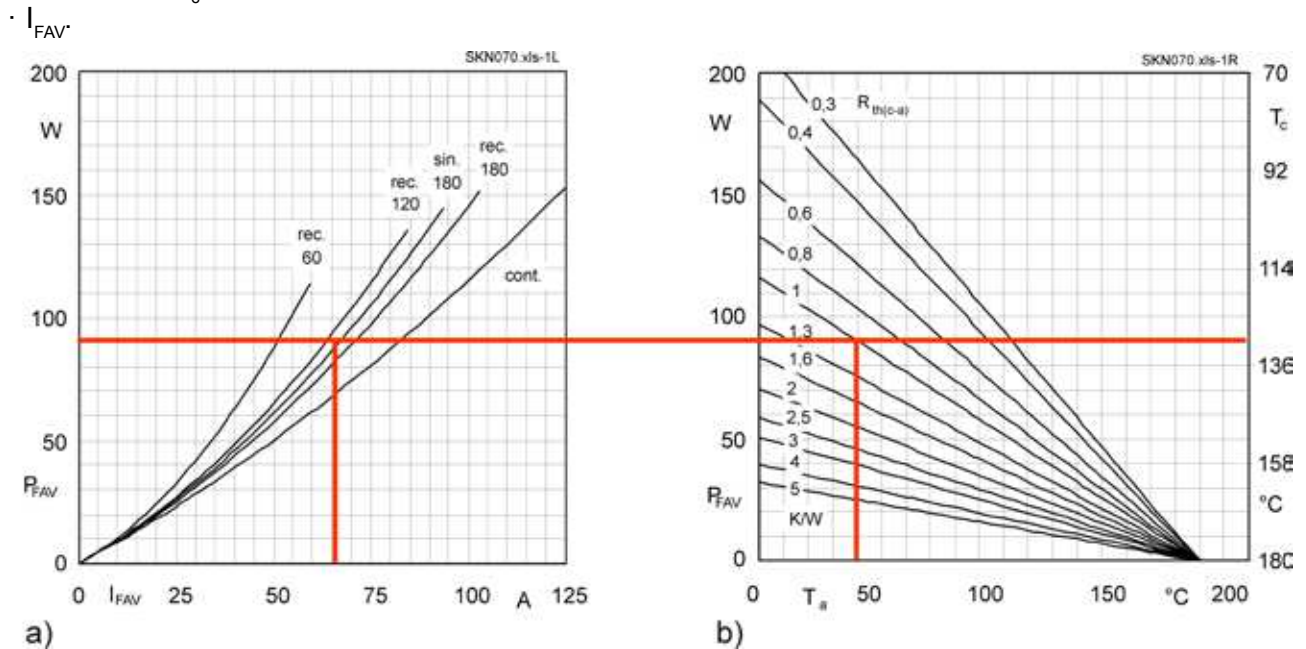 · I_FAV.
SKN070.xls-1L
200
W
150
100
50
P_FAV
0
0 I_FAV 25 50 75 100 A 125
rec.
60
rec.
120
sin.
180
rec.
180
cont.
a)
SKN070.xls-1R
200
W
150
100
50
P_FAV
0
0 T_a 50 100 150 °C 200
0,3 R_th(c-a)
0,4
0,6
0,8
1
1,3
1,6
2
2,5
3
4
5
K/W
70
T_c
92
114
136
158
°C
180
b)